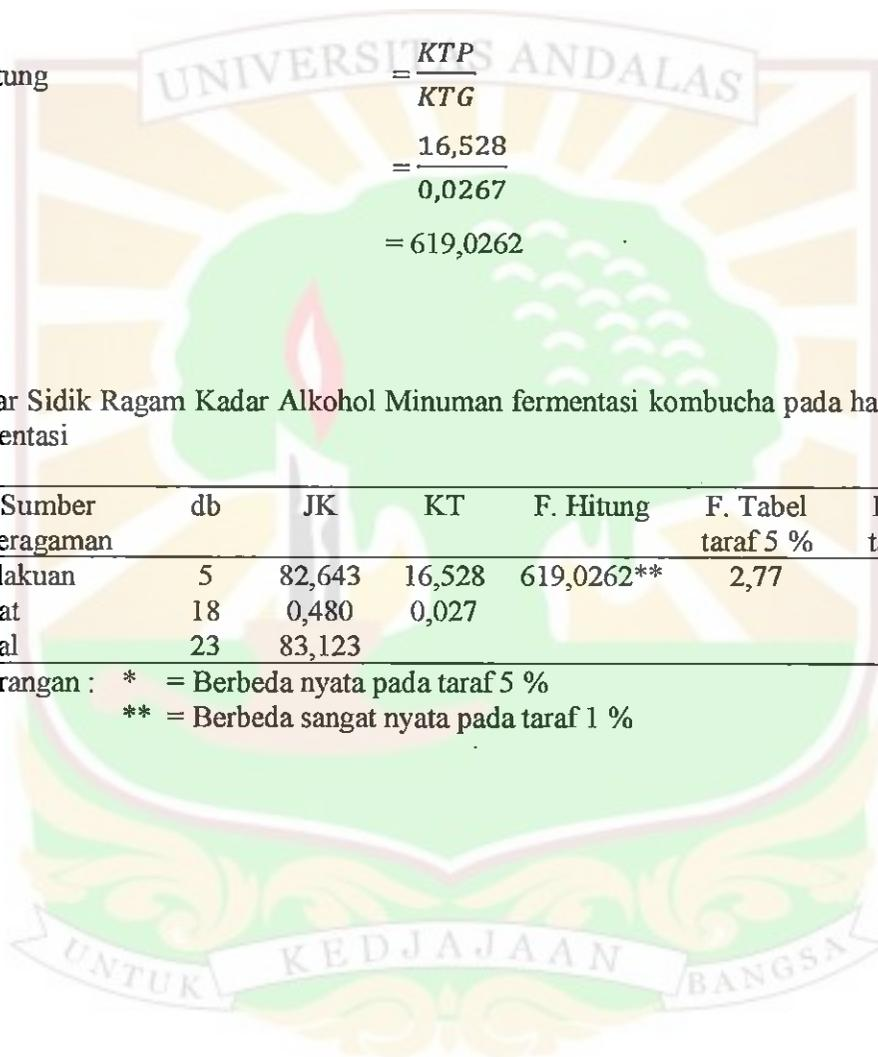 UNIVERSITAS ANDALAS
tung = KTP
KTG
= 16,528
0,0267
= 619,0262
ar Sidik Ragam Kadar Alkohol Minuman fermentasi kombucha pada ha
entasi
Sumber db JK KT F. Hitung F. Tabel
eragaman taraf 5 % t
lakuan 5 82,643 16,528 619,0262** 2,77
at 18 0,480 0,027
al 23 83,123
rangan : * = Berbeda nyata pada taraf 5 %
** = Berbeda sangat nyata pada taraf 1 %
UNTUK KEDJAJAAN BANGSA